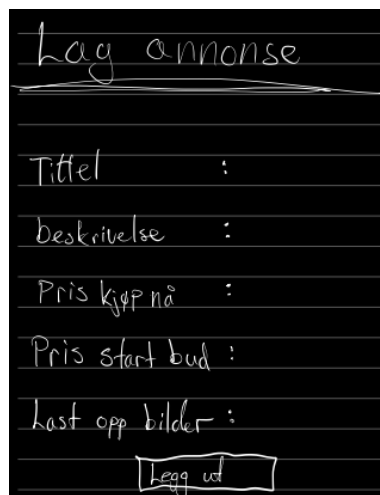 Lag annonse
Tittel :
beskrivelse :
Pris kjøp nå :
Pris start bud :
Last opp bilder :
Legg ut